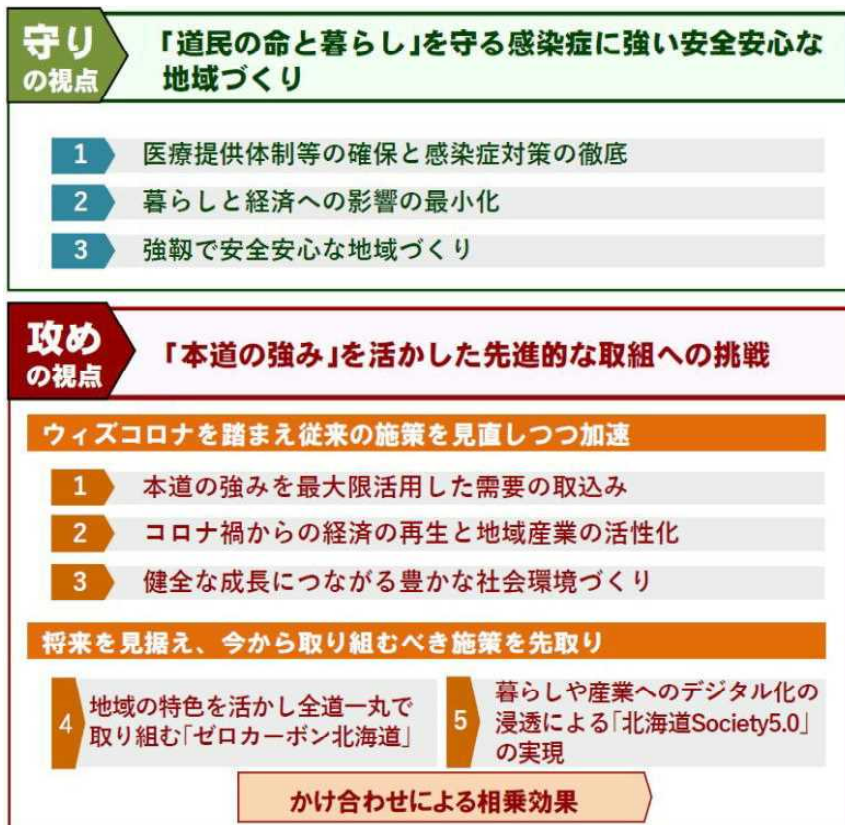 守り
の視点
「道民の命と暮らし」を守る感染症に強い安全安心な
地域づくり
1 医療提供体制等の確保と感染症対策の徹底
2 暮らしと経済への影響の最小化
3 強靱で安全安心な地域づくり
攻め
の視点
「本道の強み」を活かした先進的な取組への挑戦
ウィズコロナを踏まえ従来の施策を見直しつつ加速
1 本道の強みを最大限活用した需要の取込み
2 コロナ禍からの経済の再生と地域産業の活性化
3 健全な成長につながる豊かな社会環境づくり
将来を見据え、今から取り組むべき施策を先取り
4 地域の特色を活かし全道一丸で
取り組む「ゼロカーボン北海道」
5 暮らしや産業へのデジタル化の
浸透による「北海道Society5.0」
の実現
かけ合わせによる相乗効果